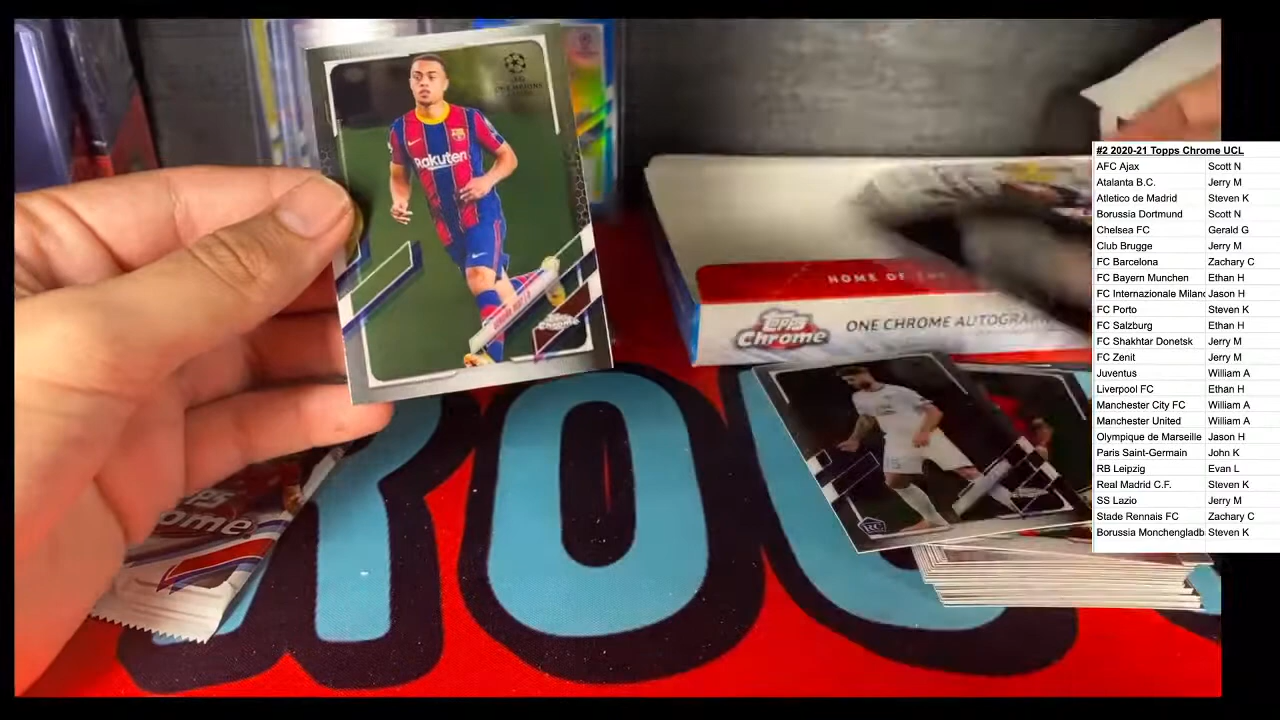 CHAMPIONS
Rakuten
Topps
Chrome
HOME OF THE
Topps
Chrome
ONE CHROME AUTOGRAPH
RC
#2 2020-21 Topps Chrome UCL
AFC Ajax Scott N
Atalanta B.C. Jerry M
Atletico de Madrid Steven K
Borussia Dortmund Scott N
Chelsea FC Gerald G
Club Brugge Jerry M
FC Barcelona Zachary C
FC Bayern Munchen Ethan H
FC Internazionale Milano Jason H
FC Porto Steven K
FC Salzburg Ethan H
FC Shakhtar Donetsk Jerry M
FC Zenit Jerry M
Juventus William A
Liverpool FC Ethan H
Manchester City FC William A
Manchester United William A
Olympique de Marseille Jason H
Paris Saint-Germain John K
RB Leipzig Evan L
Real Madrid C.F. Steven K
SS Lazio Jerry M
Stade Rennais FC Zachary C
Borussia Monchengladb Steven K